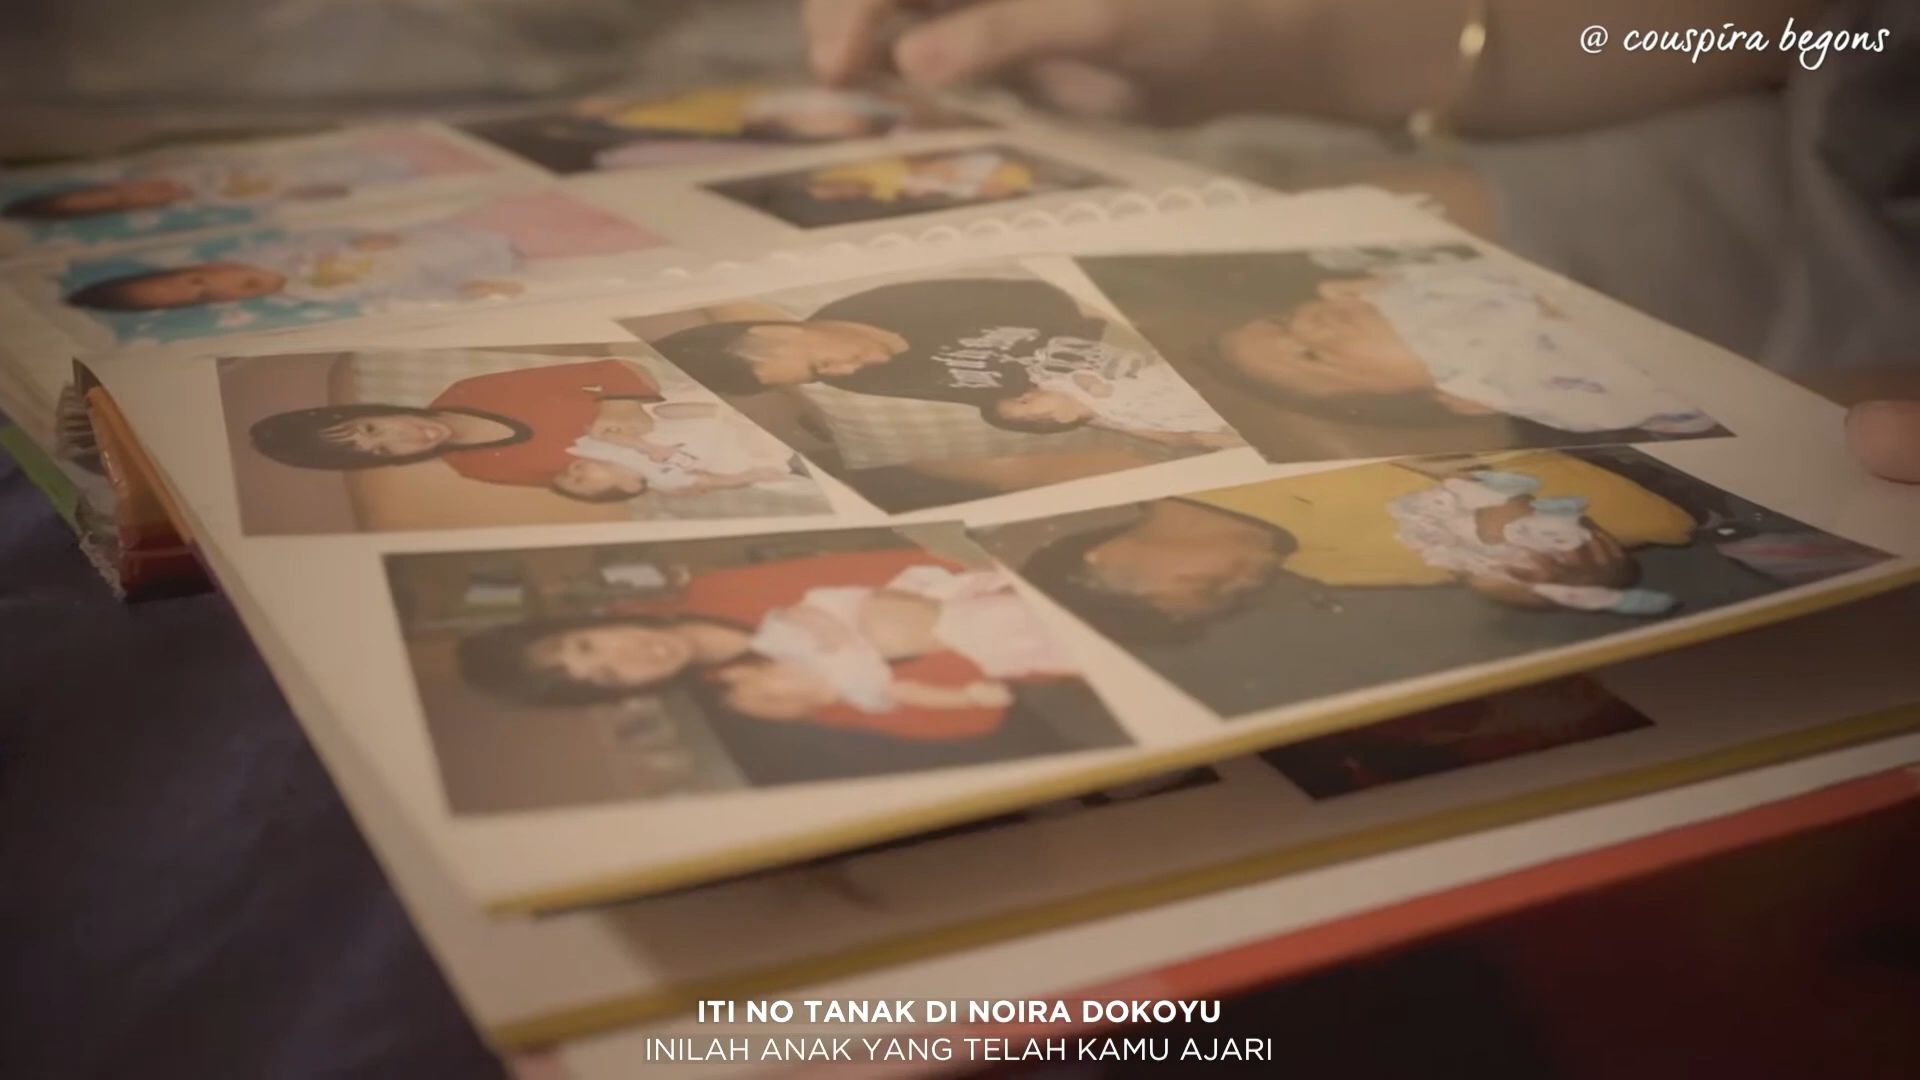 @ couspira begons
ITI NO TANAK DI NOIRA DOKOYU
INILAH ANAK YANG TELAH KAMU AJARI